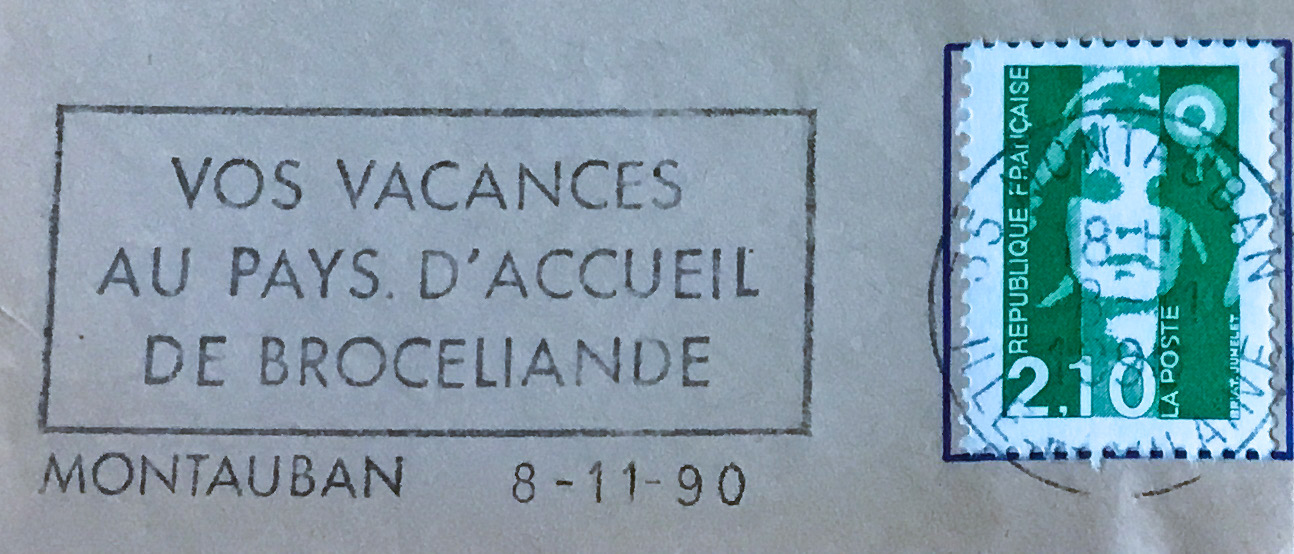 VOS VACANCES
AU PAYS. D'ACCUEIL
DE BROCELIANDE
MONTAUBAN 8-11-90
REPUBLIQUE FRANÇAISE
2,10
LA POSTE